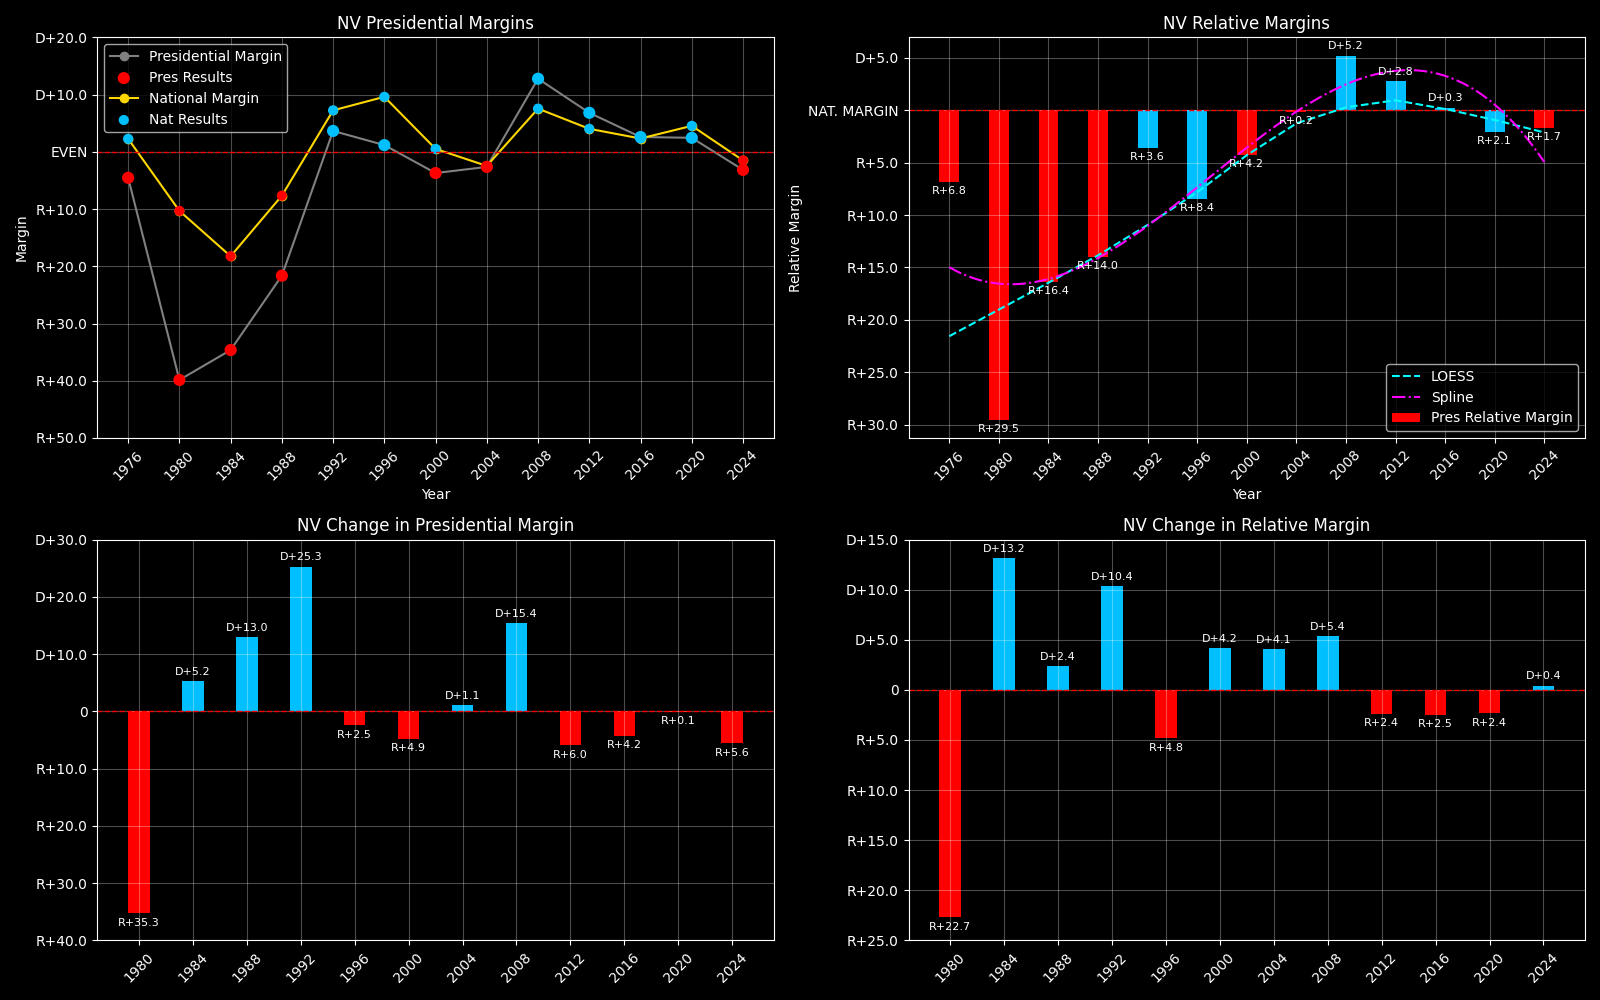 NV Presidential Margins
D+20.0
D+10.0
EVEN
R+10.0
R+20.0
R+30.0
R+40.0
R+50.0
Margin
Presidential Margin
Pres Results
National Margin
Nat Results
1976
1980
1984
1988
1992
1996
2000
2004
2008
2012
2016
2020
2024
Year
NV Relative Margins
D+5.0
NAT. MARGIN
R+5.0
R+10.0
R+15.0
R+20.0
R+25.0
R+30.0
Relative Margin
R+6.8
R+29.5
R+16.4
R+14.0
R+3.6
R+8.4
R+4.2
R+0.2
D+5.2
D+2.8
D+0.3
R+2.1
R+1.7
LOESS
Spline
Pres Relative Margin
1976
1980
1984
1988
1992
1996
2000
2004
2008
2012
2016
2020
2024
Year
NV Change in Presidential Margin
D+30.0
D+20.0
D+10.0
0
R+10.0
R+20.0
R+30.0
R+40.0
R+35.3
D+5.2
D+13.0
D+25.3
R+2.5
R+4.9
D+1.1
D+15.4
R+6.0
R+4.2
R+0.1
R+5.6
1980
1984
1988
1992
1996
2000
2004
2008
2012
2016
2020
2024
NV Change in Relative Margin
D+15.0
D+10.0
D+5.0
0
R+5.0
R+10.0
R+15.0
R+20.0
R+25.0
R+22.7
D+13.2
D+2.4
D+10.4
R+4.8
D+4.2
D+4.1
D+5.4
R+2.4
R+2.5
R+2.4
D+0.4
1980
1984
1988
1992
1996
2000
2004
2008
2012
2016
2020
2024